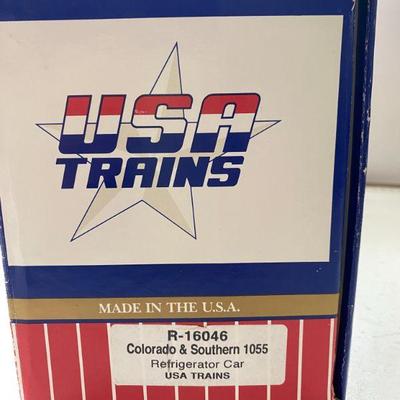 USA
TRAINS
MADE IN THE U.S.A.
R-16046
Colorado & Southern 1055
Refrigerator Car
USA TRAINS